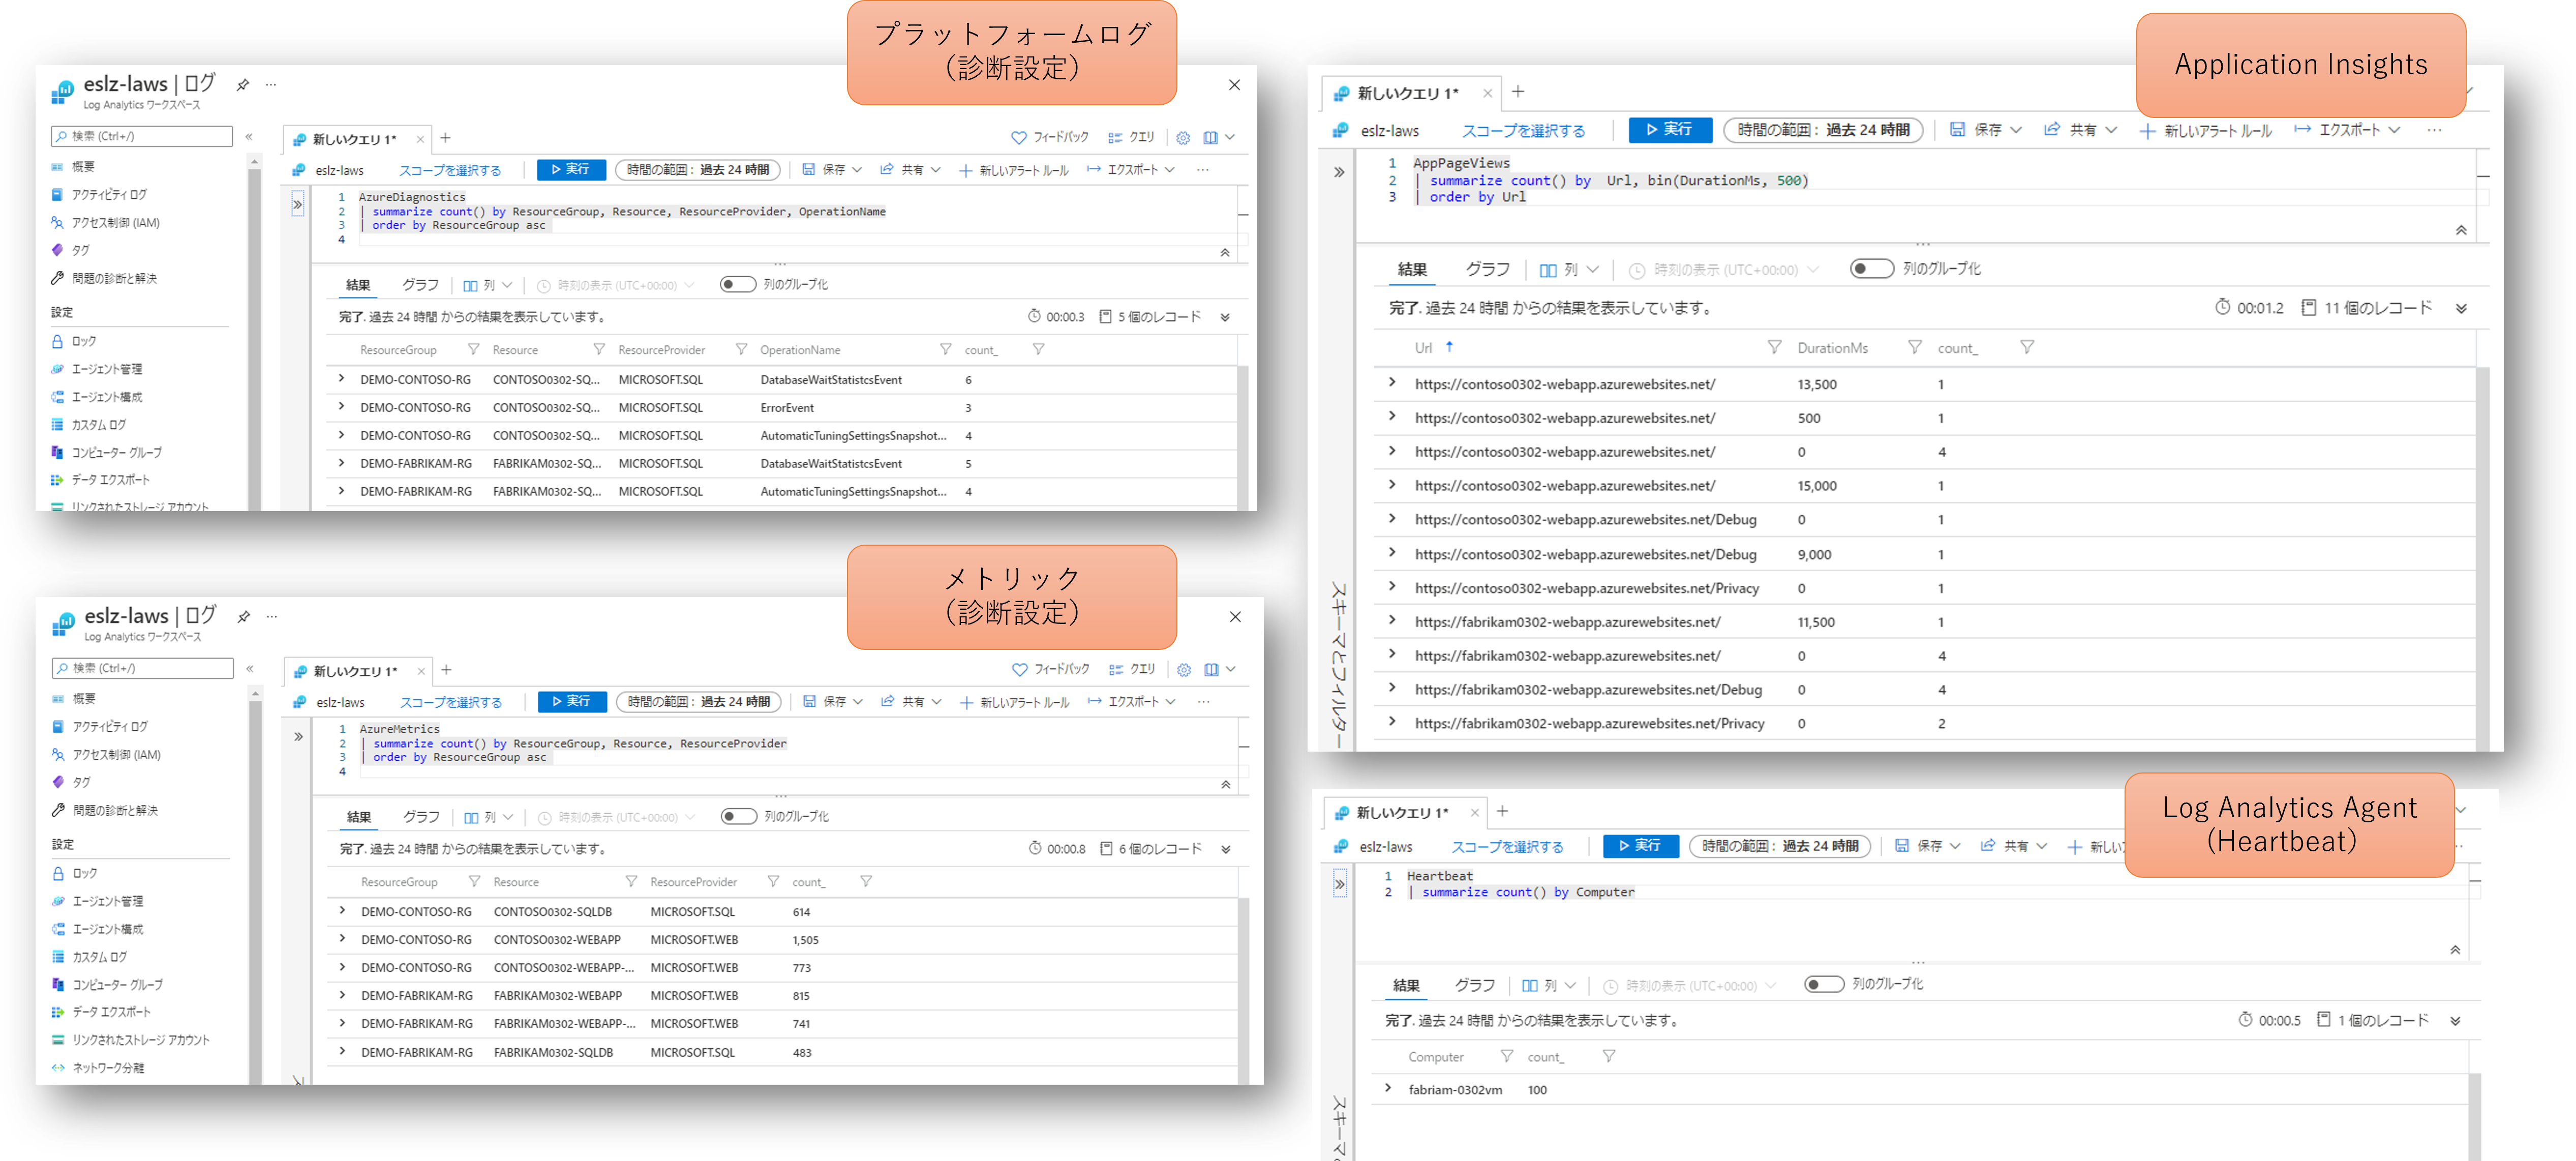 プラットフォームログ
(診断設定)
eslz-laws | ログ
Log Analytics ワークスペース
検索 (Ctrl+/)
概要
アクティビティ ログ
アクセス制御 (IAM)
タグ
問題の診断と解決
設定
ロック
エージェント管理
エージェント構成
カスタム ログ
コンピューター グループ
データ エクスポート
リンクされたストレージ アカウント
新しいクエリ 1*
フィードバック
クエリ
eslz-laws
スコープを選択する
実行
時間の範囲: 過去 24 時間
保存
共有
新しいアラート ルール
エクスポート
1 AzureDiagnostics
2 | summarize count() by ResourceGroup, Resource, ResourceProvider, OperationName
3 | order by ResourceGroup asc
4
結果 グラフ 列 時刻の表示 (UTC+00:00) 列のグループ化
完了. 過去 24 時間 からの結果を表示しています。 00:00.3 5 個のレコード
ResourceGroup Resource ResourceProvider OperationName count_
DEMO-CONTOSO-RG CONTOSO0302-SQ... MICROSOFT.SQL DatabaseWaitStatistcsEvent 6
DEMO-CONTOSO-RG CONTOSO0302-SQ... MICROSOFT.SQL ErrorEvent 3
DEMO-CONTOSO-RG CONTOSO0302-SQ... MICROSOFT.SQL AutomaticTuningSettingsSnapshot... 4
DEMO-FABRIKAM-RG FABRIKAM0302-SQ... MICROSOFT.SQL DatabaseWaitStatistcsEvent 5
DEMO-FABRIKAM-RG FABRIKAM0302-SQ... MICROSOFT.SQL AutomaticTuningSettingsSnapshot... 4
メトリック
(診断設定)
eslz-laws | ログ
Log Analytics ワークスペース
検索 (Ctrl+/)
概要
アクティビティ ログ
アクセス制御 (IAM)
タグ
問題の診断と解決
設定
ロック
エージェント管理
エージェント構成
カスタム ログ
コンピューター グループ
データ エクスポート
リンクされたストレージ アカウント
ネットワーク分離
新しいクエリ 1*
フィードバック
クエリ
eslz-laws
スコープを選択する
実行
時間の範囲: 過去 24 時間
保存
共有
新しいアラート ルール
エクスポート
1 AzureMetrics
2 | summarize count() by ResourceGroup, Resource, ResourceProvider
3 | order by ResourceGroup asc
4
結果 グラフ 列 時刻の表示 (UTC+00:00) 列のグループ化
完了. 過去 24 時間 からの結果を表示しています。 00:00.8 6 個のレコード
ResourceGroup Resource ResourceProvider count_
DEMO-CONTOSO-RG CONTOSO0302-SQLDB MICROSOFT.SQL 614
DEMO-CONTOSO-RG CONTOSO0302-WEBAPP MICROSOFT.WEB 1,505
DEMO-CONTOSO-RG CONTOSO0302-WEBAPP-... MICROSOFT.WEB 773
DEMO-FABRIKAM-RG FABRIKAM0302-WEBAPP MICROSOFT.WEB 815
DEMO-FABRIKAM-RG FABRIKAM0302-WEBAPP-... MICROSOFT.WEB 741
DEMO-FABRIKAM-RG FABRIKAM0302-SQLDB MICROSOFT.SQL 483
Application Insights
新しいクエリ 1*
eslz-laws
スコープを選択する
実行
時間の範囲: 過去 24 時間
保存
共有
新しいアラート ルール
エクスポート
1 AppPageViews
2 | summarize count() by Url, bin(DurationMs, 500)
3 | order by Url
結果 グラフ 列 時刻の表示 (UTC+00:00) 列のグループ化
完了. 過去 24 時間 からの結果を表示しています。 00:01.2 11 個のレコード
Url DurationMs count_
https://contoso0302-webapp.azurewebsites.net/ 13,500 1
https://contoso0302-webapp.azurewebsites.net/ 500 1
https://contoso0302-webapp.azurewebsites.net/ 0 4
https://contoso0302-webapp.azurewebsites.net/ 15,000 1
https://contoso0302-webapp.azurewebsites.net/Debug 0 1
https://contoso0302-webapp.azurewebsites.net/Debug 9,000 1
https://contoso0302-webapp.azurewebsites.net/Privacy 0 1
https://fabrikam0302-webapp.azurewebsites.net/ 11,500 1
https://fabrikam0302-webapp.azurewebsites.net/ 0 4
https://fabrikam0302-webapp.azurewebsites.net/Debug 0 4
https://fabrikam0302-webapp.azurewebsites.net/Privacy 0 2
スキーマとフィルター
Log Analytics Agent
(Heartbeat)
新しいクエリ 1*
eslz-laws
スコープを選択する
実行
時間の範囲: 過去 24 時間
保存
共有
新しい
1 Heartbeat
2 | summarize count() by Computer
結果 グラフ 列 時刻の表示 (UTC+00:00) 列のグループ化
完了. 過去 24 時間 からの結果を表示しています。 00:00.5 1 個のレコード
Computer count_
fabriam-0302vm 100
スキーマ